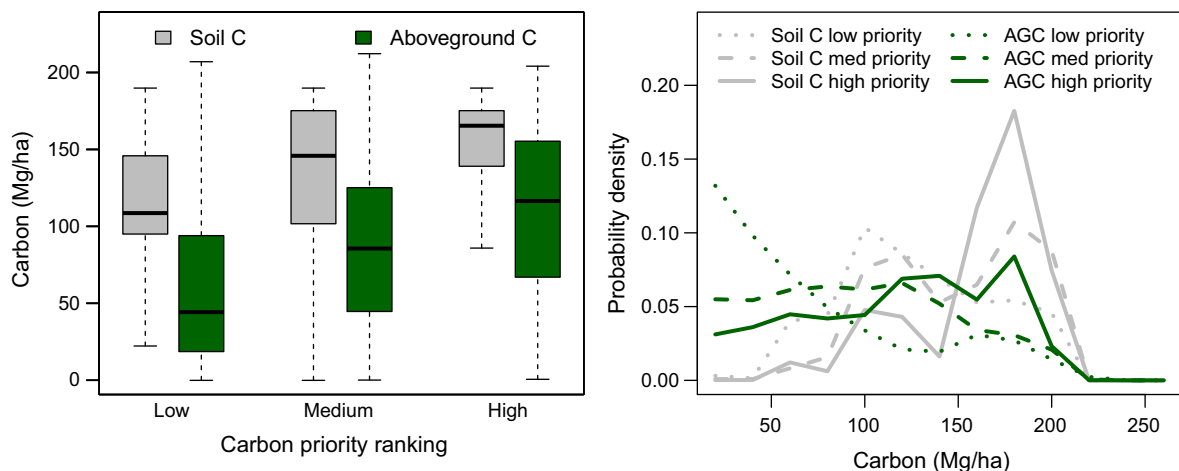 Soil C
Aboveground C
Carbon (Mg/ha)
200
150
100
50
0
Low
Medium
High
Carbon priority ranking
Soil C low priority
Soil C med priority
Soil C high priority
AGC low priority
AGC med priority
AGC high priority
Probability density
0.20
0.15
0.10
0.05
0.00
50
100
150
200
250
Carbon (Mg/ha)